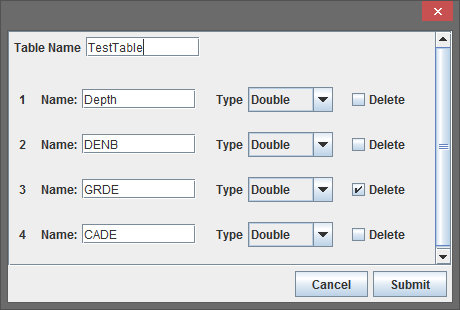 Table Name TestTable
1 Name: Depth Type Double Delete
2 Name: DENB Type Double Delete
3 Name: GRDE Type Double Delete
4 Name: CADE Type Double Delete
Cancel Submit